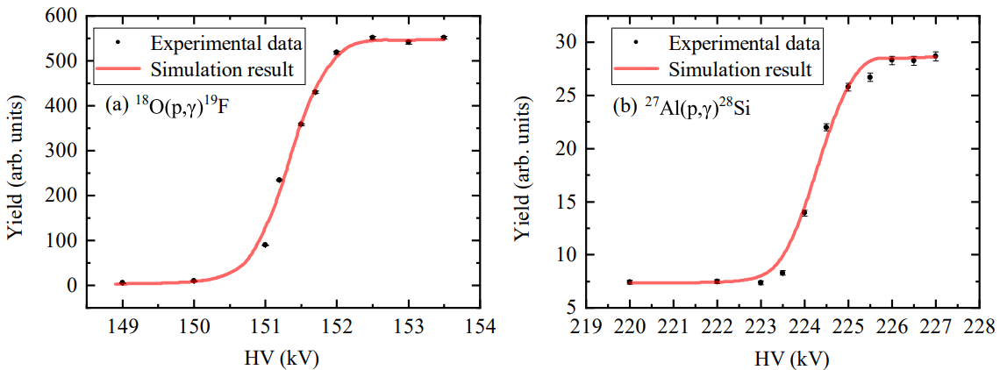 600
500
400
300
200
100
0
Yield (arb. units)
Experimental data
Simulation result
(a) ¹⁸O(p,γ)¹⁹F
149 150 151 152 153 154
HV (kV)
30
25
20
15
10
5
Yield (arb. units)
Experimental data
Simulation result
(b) ²⁷Al(p,γ)²⁸Si
219 220 221 222 223 224 225 226 227 228
HV (kV)